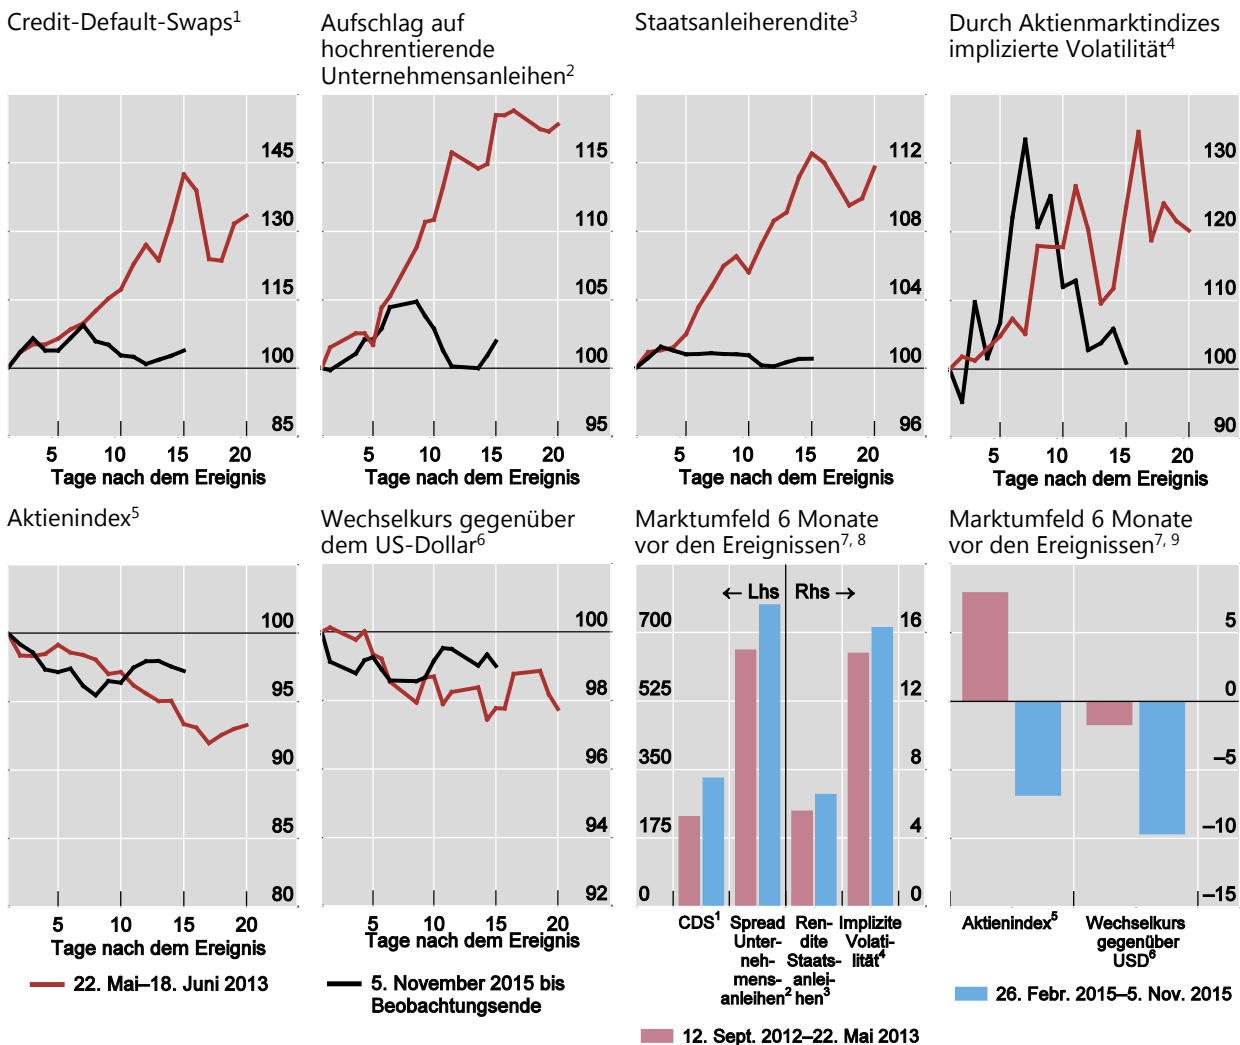 Credit-Default-Swaps1
145
130
115
100
85
5 10 15 20
Tage nach dem Ereignis
Aufschlag auf
hochrentierende
Unternehmensanleihen2
115
110
105
100
95
5 10 15 20
Tage nach dem Ereignis
Staatsanleiherendite3
112
108
104
100
96
5 10 15 20
Tage nach dem Ereignis
Durch Aktienmarktindizes
implizierte Volatilität4
130
120
110
100
90
5 10 15 20
Tage nach dem Ereignis
Aktienindex5
100
95
90
85
80
5 10 15 20
Tage nach dem Ereignis
Wechselkurs gegenüber
dem US-Dollar6
100
98
96
94
92
5 10 15 20
Tage nach dem Ereignis
Marktumfeld 6 Monate
vor den Ereignissen7, 8
← Lhs Rhs →
700
525
350
175
0
16
12
8
4
0
CDS1
Spread
Unter-
neh-
mens-
anleihen2
Ren-
dite
Staats-
anlei-
hen3
Implizite
Volati-
lität4
Marktumfeld 6 Monate
vor den Ereignissen7, 9
5
0
–5
–10
–15
Aktienindex5
Wechselkurs
gegenüber
USD6
22. Mai–18. Juni 2013
5. November 2015 bis
Beobachtungsende
12. Sept. 2012–22. Mai 2013
26. Febr. 2015–5. Nov. 2015